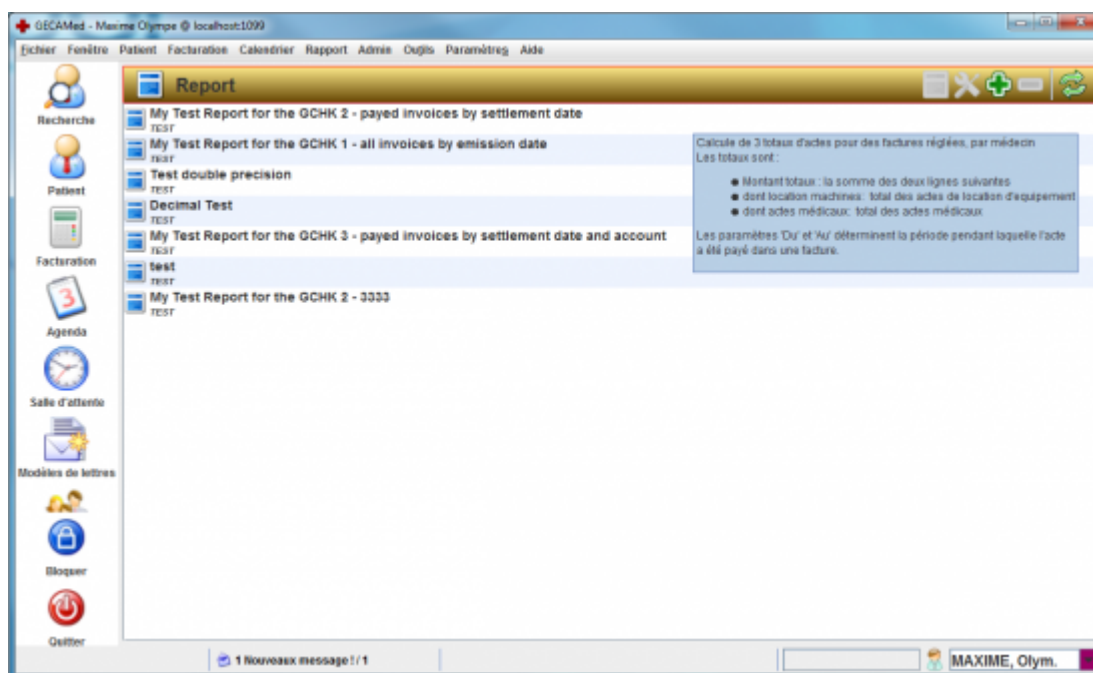 GECAMed - Maxime Olympe @ localhost:1099
Fichier Fenêtre Patient Facturation Calendrier Rapport Admin Outils Paramètres Aide
Report
Recherche
Patient
Facturation
Agenda
3
Salle d'attente
Modèles de lettres
Bloquer
Quitter
My Test Report for the GCHK 2 - payed invoices by settlement date
TEST
My Test Report for the GCHK 1 - all invoices by emission date
TEST
Test double precision
TEST
Decimal Test
TEST
My Test Report for the GCHK 3 - payed invoices by settlement date and account
TEST
test
TEST
My Test Report for the GCHK 2 - 3333
TEST
Calcule de 3 totaux d'actes pour des factures réglées, par médecin
Les totaux sont :
● Montant totaux : la somme des deux lignes suivantes
● dont location machines: total des actes de location d'equipement
● dont actes médicaux: total des actes médicaux
Les paramètres 'Du' et 'Au' déterminent la période pendant laquelle l'acte
a été payé dans une facture.
1 Nouveaux message ! / 1
MAXIME, Olym.